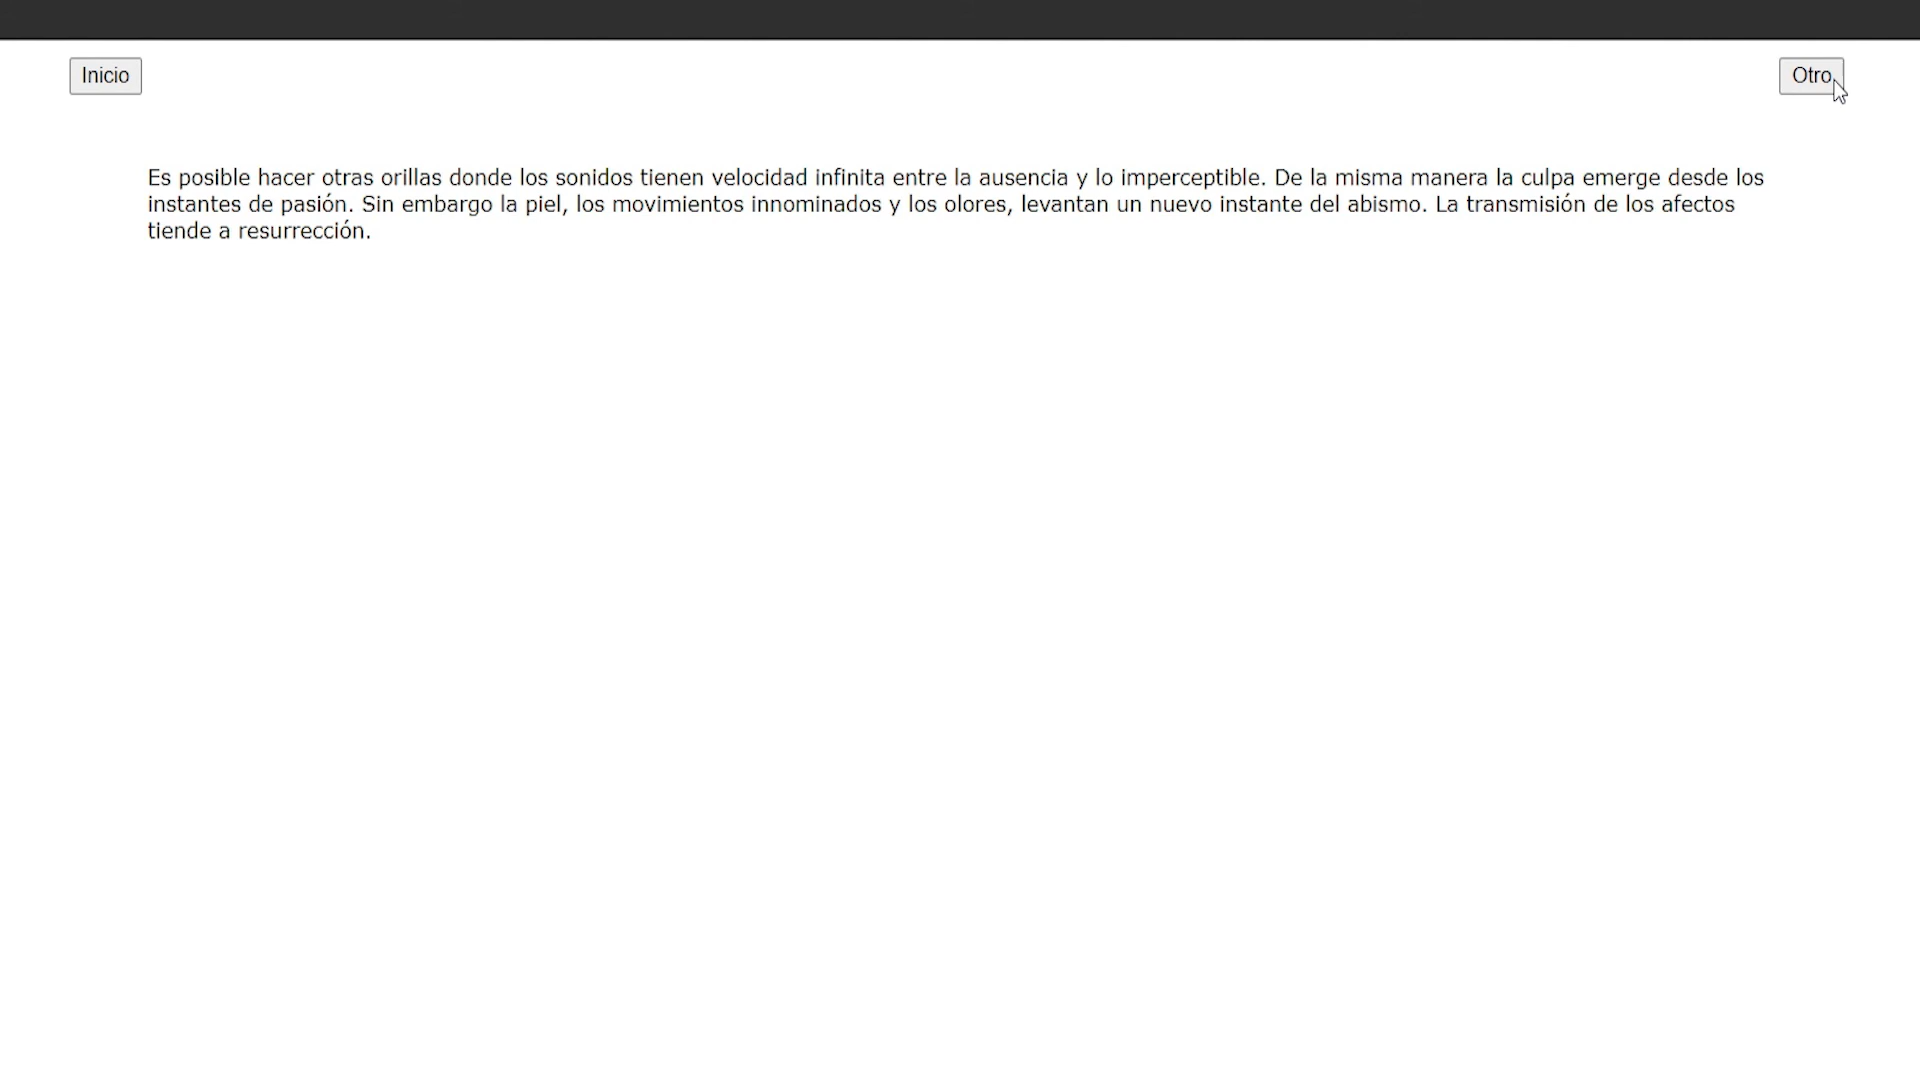 Inicio
Otro
Es posible hacer otras orillas donde los sonidos tienen velocidad infinita entre la ausencia y lo imperceptible. De la misma manera la culpa emerge desde los
instantes de pasión. Sin embargo la piel, los movimientos innominados y los olores, levantan un nuevo instante del abismo. La transmisión de los afectos
tiende a resurrección.